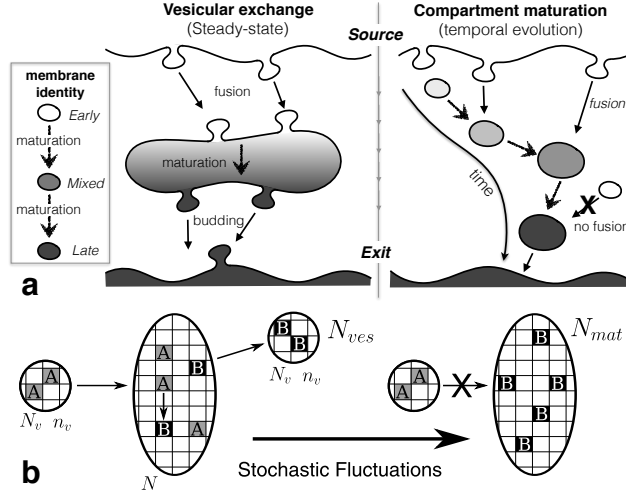 Vesicular exchange
(Steady-state)
Source
Compartment maturation
(temporal evolution)
membrane
identity
Early
maturation
Mixed
maturation
Late
fusion
maturation
budding
Exit
fusion
time
X
no fusion
a
A
A
N_v n_v
A
B
A
B
A
N
B
B
N_ves
N_v n_v
Stochastic Fluctuations
A
A
X
B
B
B
B
B
N_mat
b